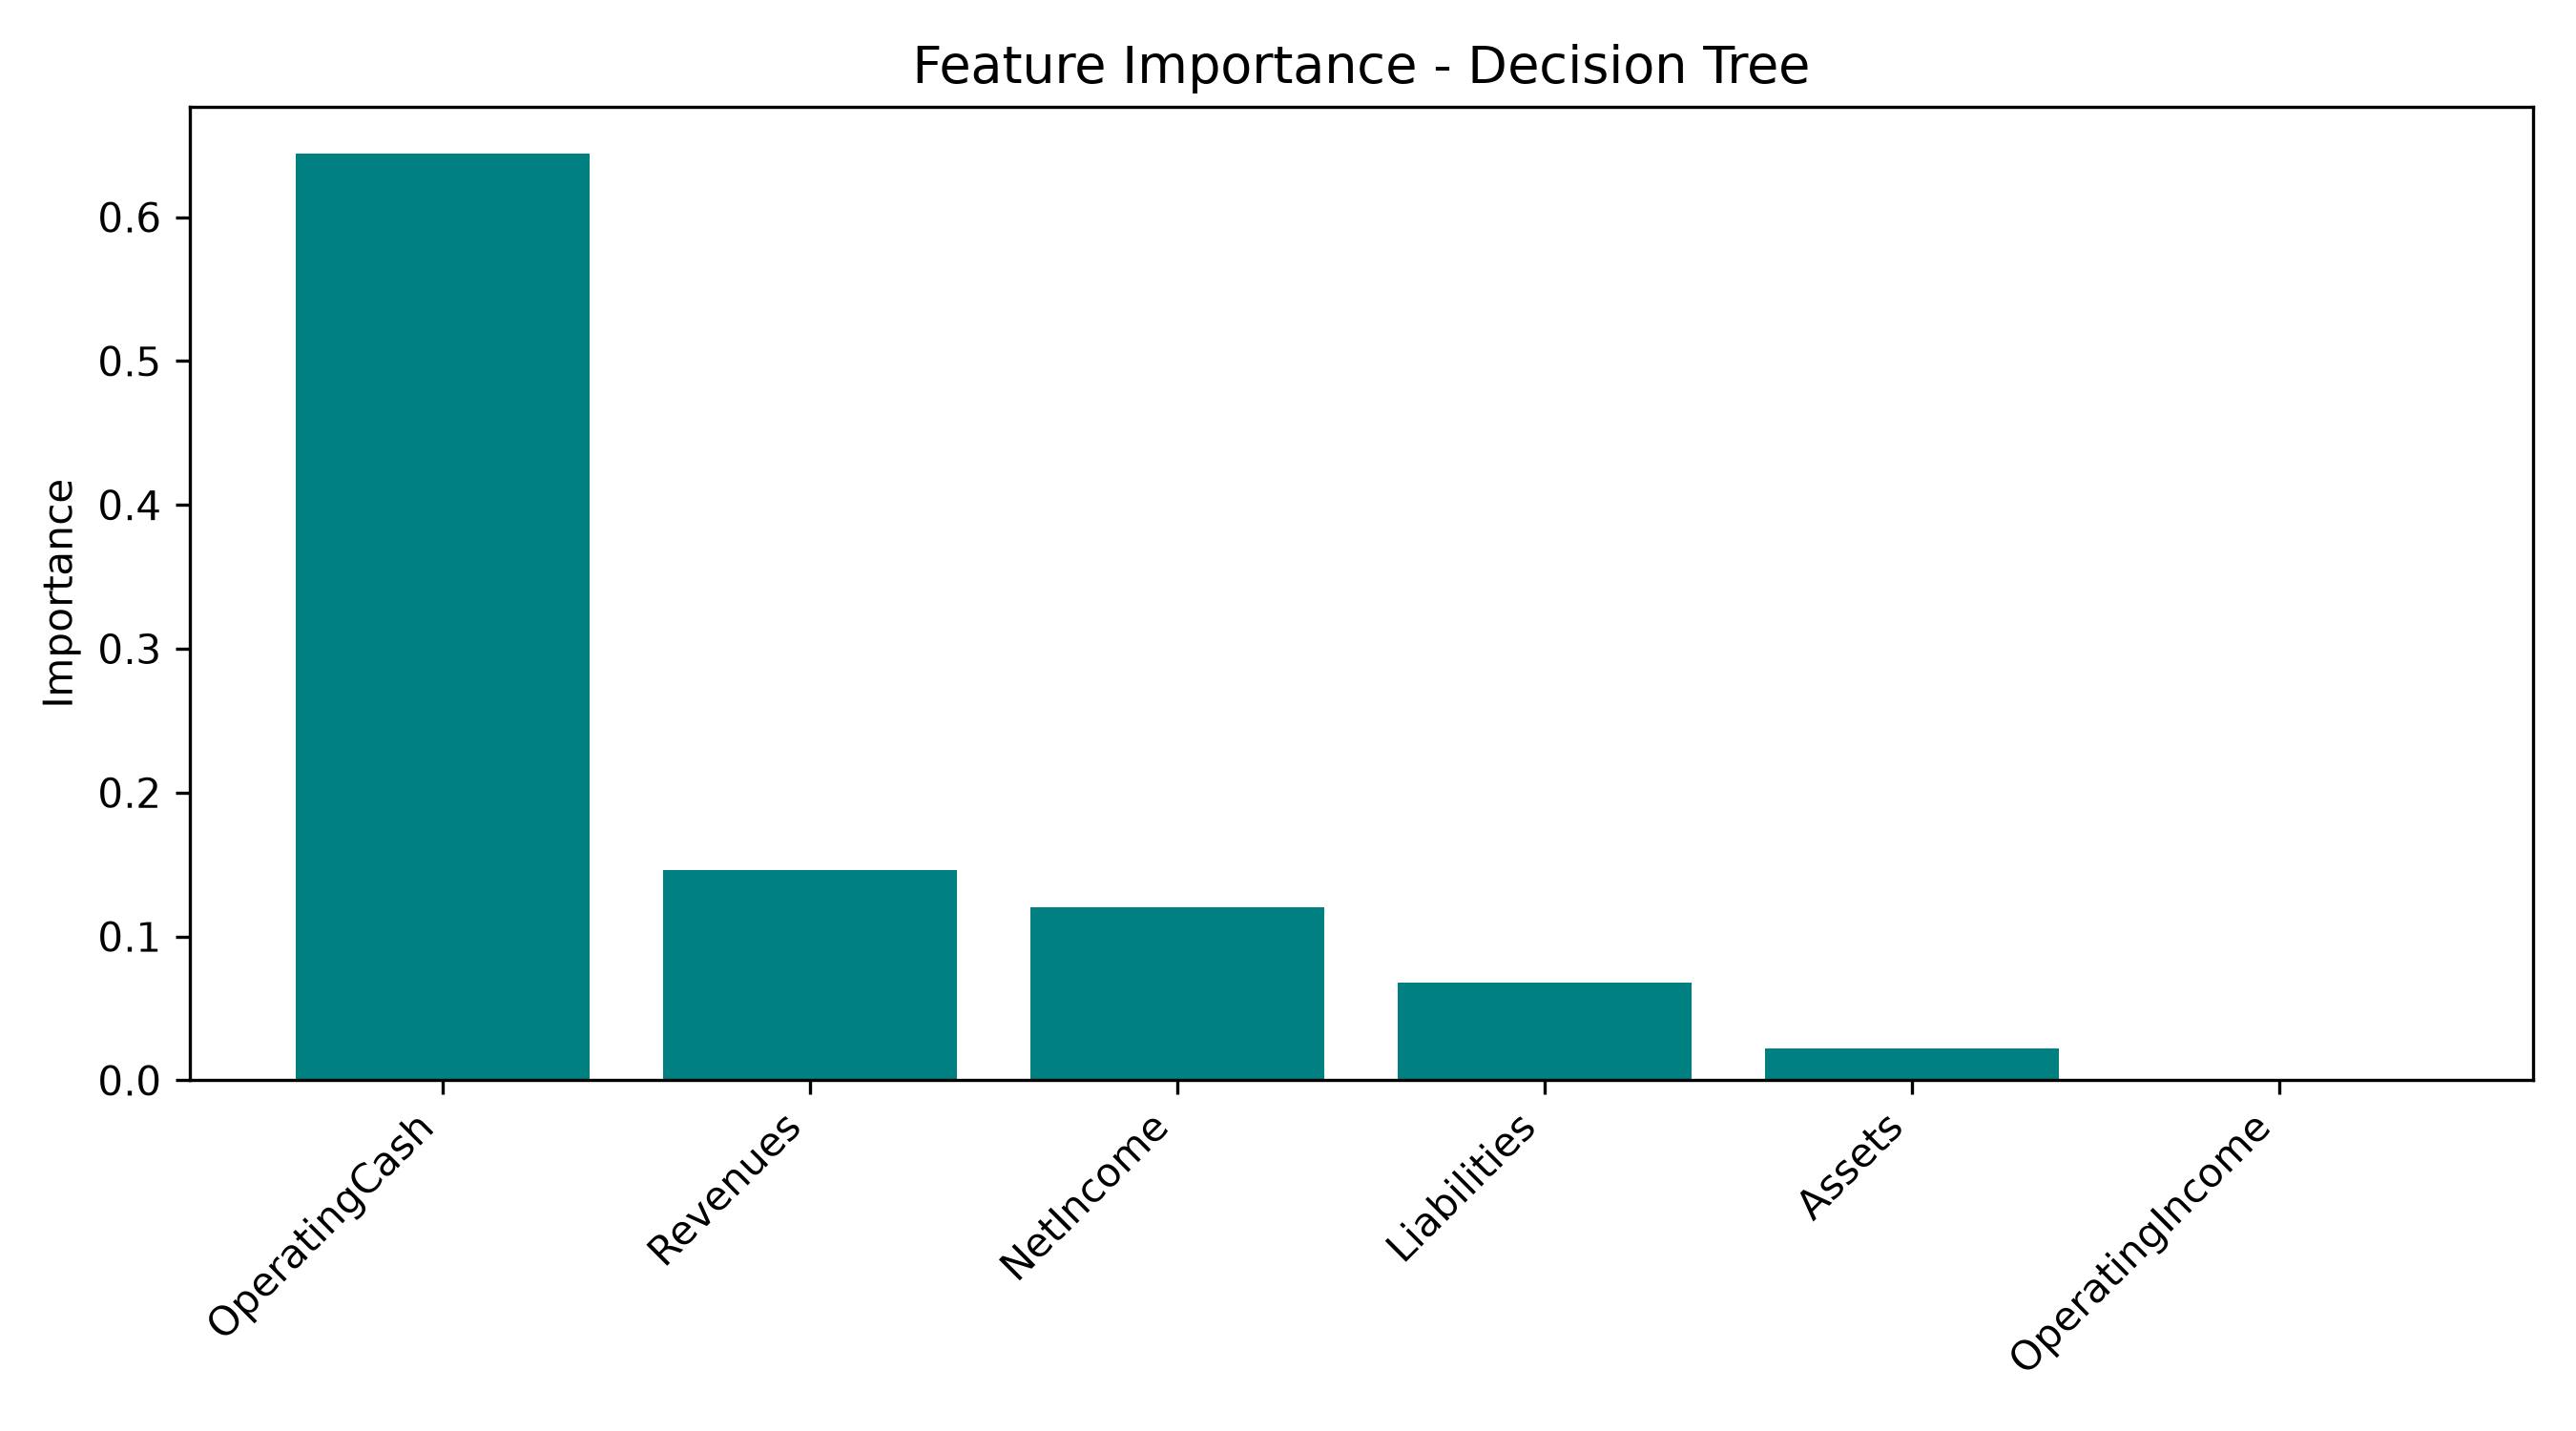 Feature Importance - Decision Tree
Importance
0.6
0.5
0.4
0.3
0.2
0.1
0.0
OperatingCash
Revenues
NetIncome
Liabilities
Assets
OperatingIncome